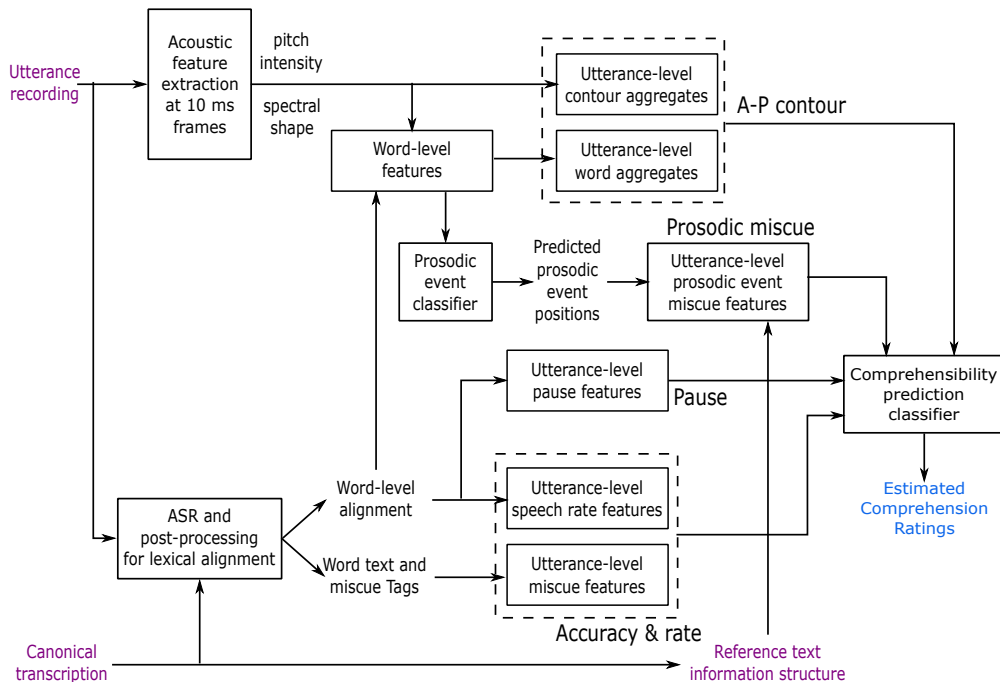 Utterance
recording
Acoustic
feature
extraction
at 10 ms
frames
pitch
intensity
spectral
shape
Utterance-level
contour aggregates
Utterance-level
word aggregates
A-P contour
Word-level
features
Prosodic
event
classifier
Predicted
prosodic
event
positions
Prosodic miscue
Utterance-level
prosodic event
miscue features
Utterance-level
pause features
Pause
Comprehensibility
prediction
classifier
Estimated
Comprehension
Ratings
ASR and
post-processing
for lexical alignment
Word-level
alignment
Word text and
miscue Tags
Utterance-level
speech rate features
Utterance-level
miscue features
Accuracy & rate
Canonical
transcription
Reference text
information structure